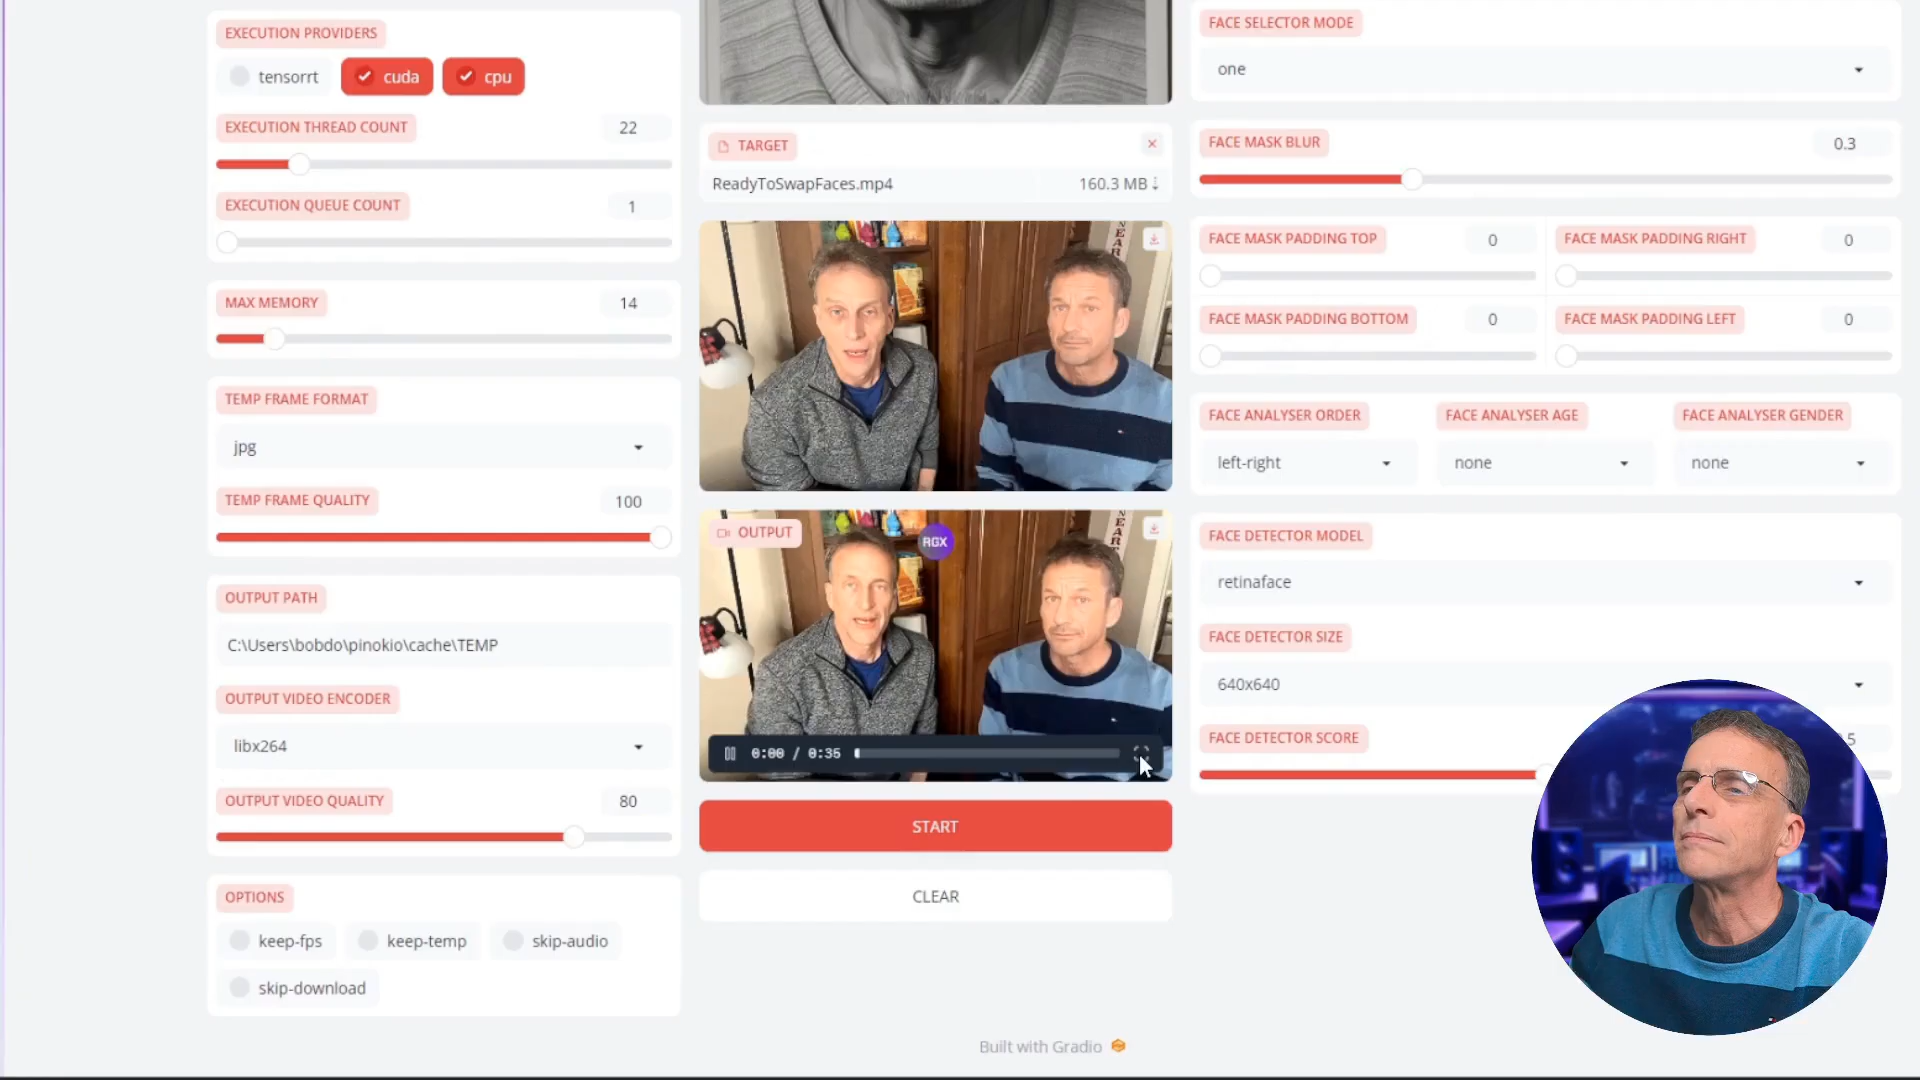 EXECUTION PROVIDERS
tensorrt
cuda
cpu
EXECUTION THREAD COUNT
22
EXECUTION QUEUE COUNT
1
MAX MEMORY
14
TEMP FRAME FORMAT
jpg
TEMP FRAME QUALITY
100
OUTPUT PATH
C:\Users\bobdo\pinokio\cache\TEMP
OUTPUT VIDEO ENCODER
libx264
OUTPUT VIDEO QUALITY
80
OPTIONS
keep-fps
keep-temp
skip-audio
skip-download
TARGET
ReadyToSwapFaces.mp4
160.3 MB ↓
OUTPUT
RGX
0:00 / 0:35
START
CLEAR
Built with Gradio
FACE SELECTOR MODE
one
FACE MASK BLUR
0.3
FACE MASK PADDING TOP
0
FACE MASK PADDING RIGHT
0
FACE MASK PADDING BOTTOM
0
FACE MASK PADDING LEFT
0
FACE ANALYSER ORDER
left-right
FACE ANALYSER AGE
none
FACE ANALYSER GENDER
none
FACE DETECTOR MODEL
retinaface
FACE DETECTOR SIZE
640x640
FACE DETECTOR SCORE